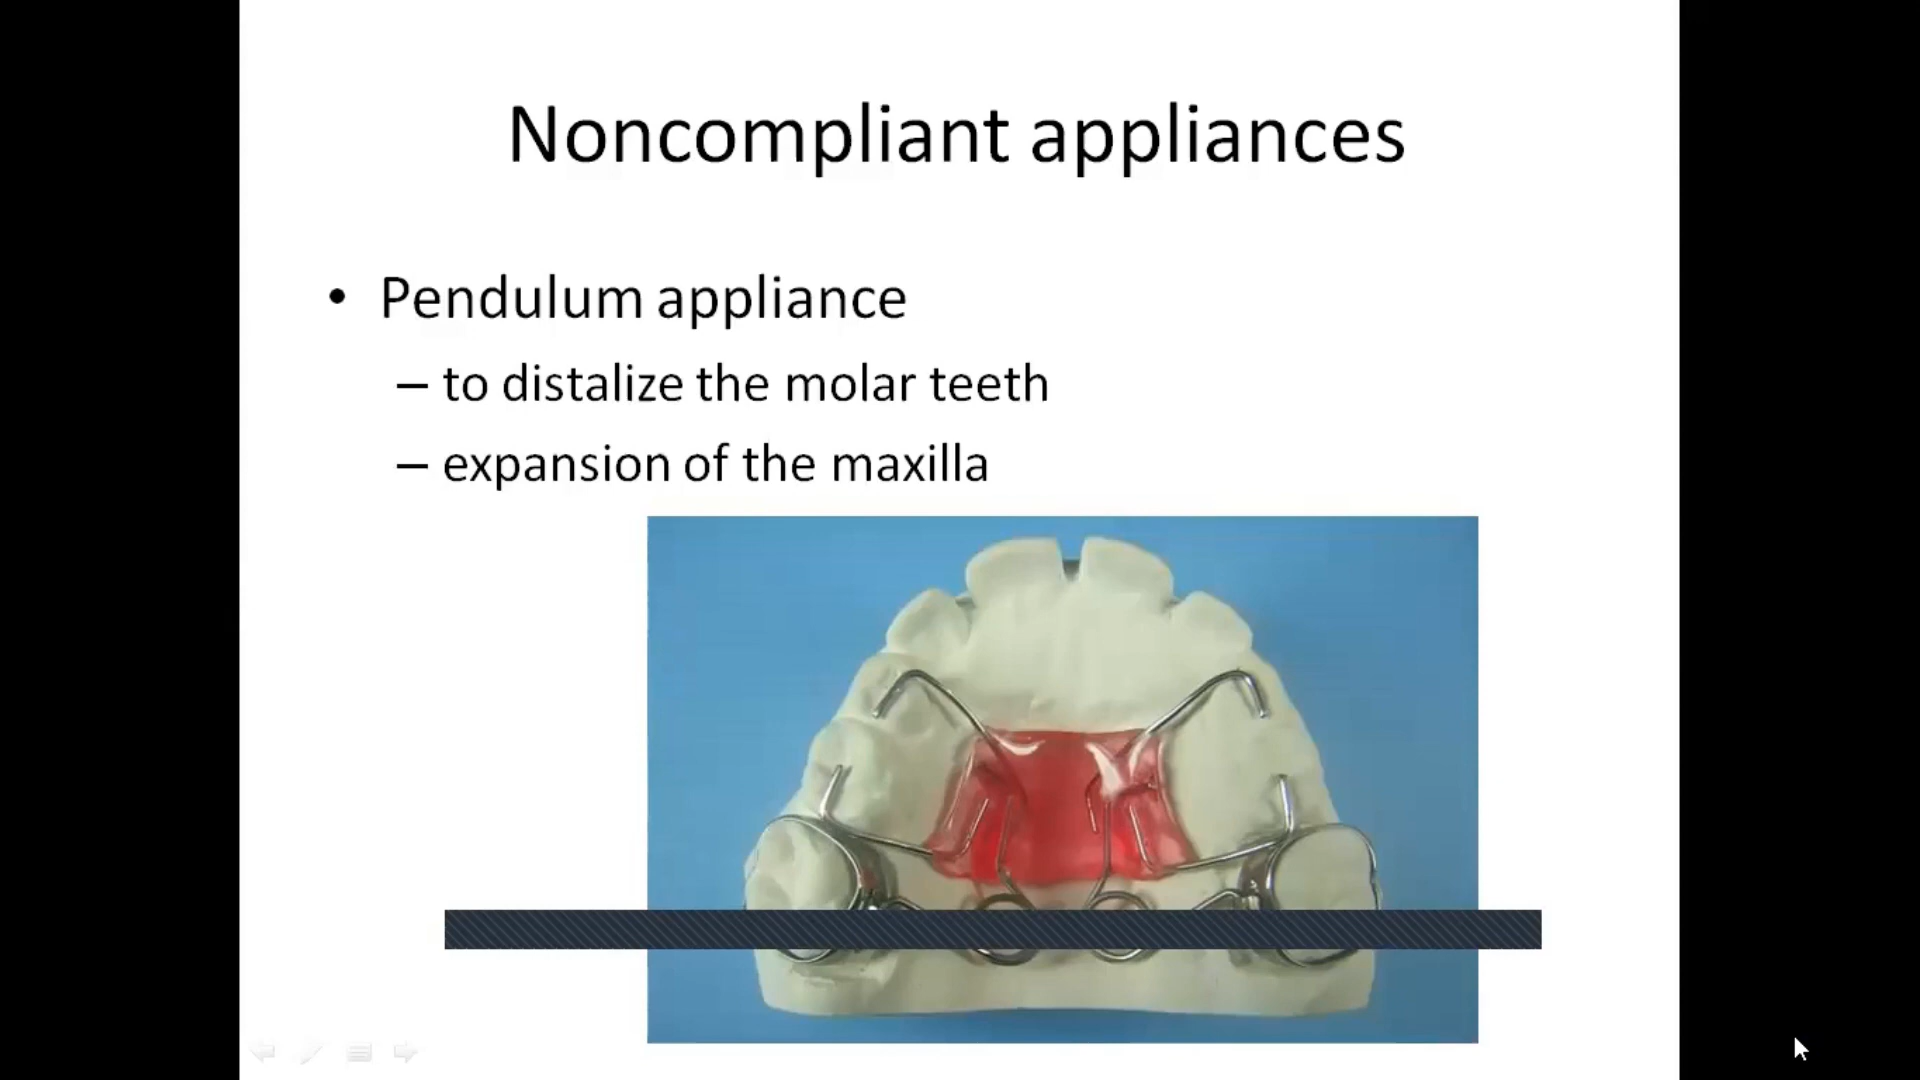 Noncompliant appliances
• Pendulum appliance
– to distalize the molar teeth
– expansion of the maxilla